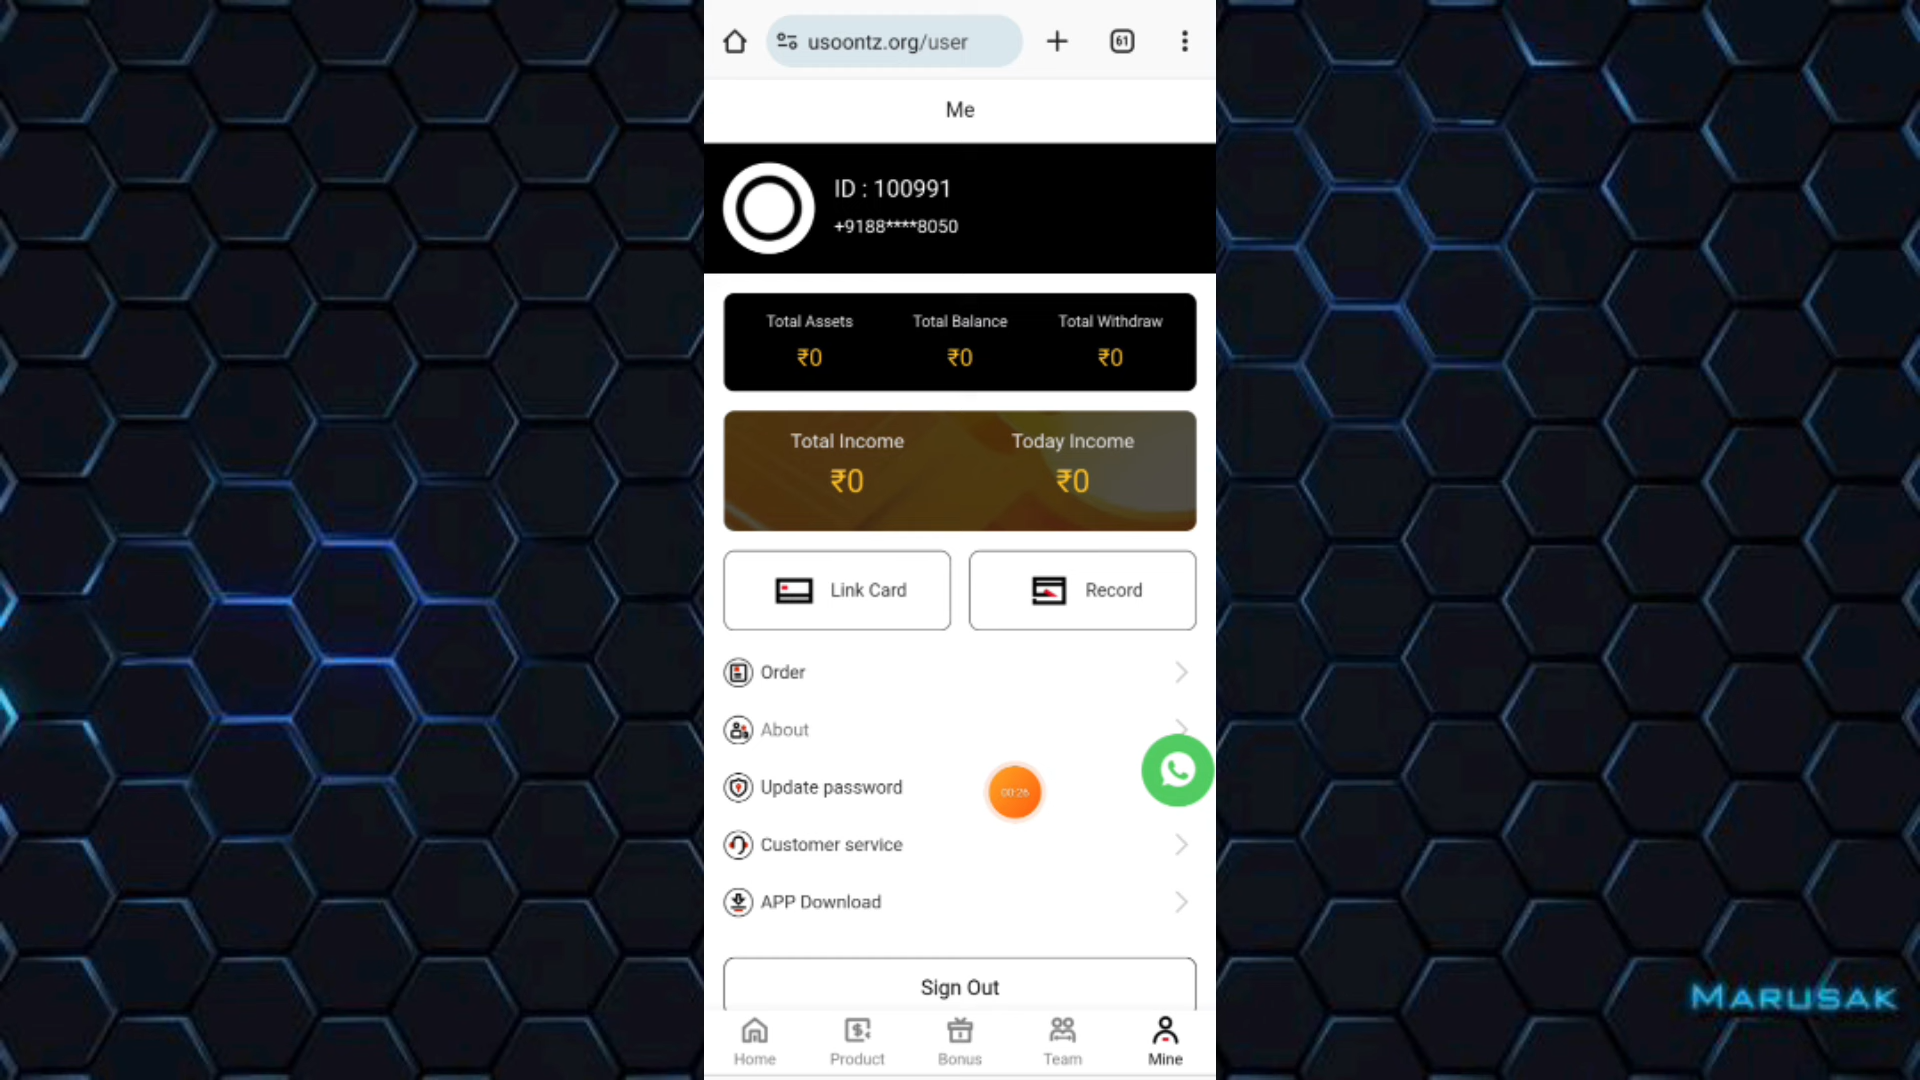 usoontz.org/user
61
Me
ID : 100991
+9188****8050
Total Assets Total Balance Total Withdraw
₹0 ₹0 ₹0
Total Income Today Income
₹0 ₹0
Link Card Record
Order
About
Update password
00:26
Customer service
APP Download
Sign Out
Home Product Bonus Team Mine
MARUSAK